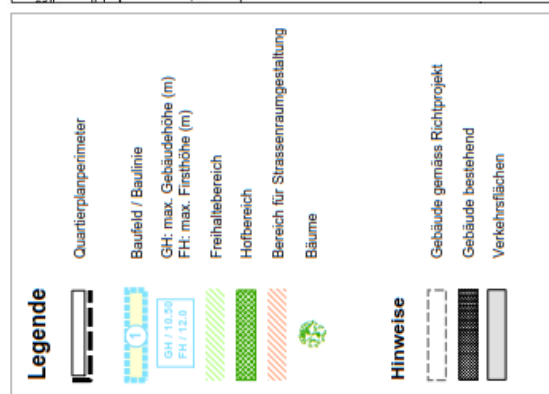 Legende
Quartierplanperimeter
1
Baufeld / Baulinie
GH / 10.50
FH / 12.0
GH: max. Gebäudehöhe (m)
FH: max. Firsthöhe (m)
Freihaltebereich
Hofbereich
Bereich für Strassenraumgestaltung
Bäume
Hinweise
Gebäude gemäss Richtprojekt
Gebäude bestehend
Verkehrsflächen